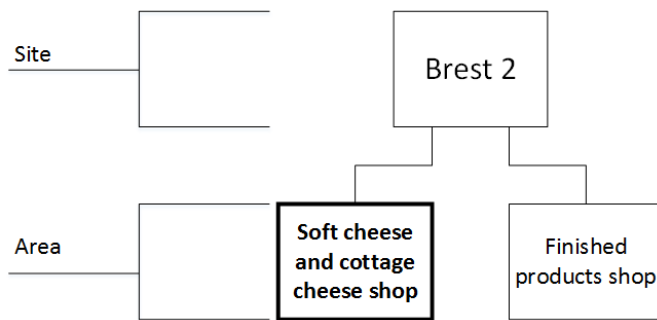 Site
Brest 2
Area
Soft cheese
and cottage
cheese shop
Finished
products shop